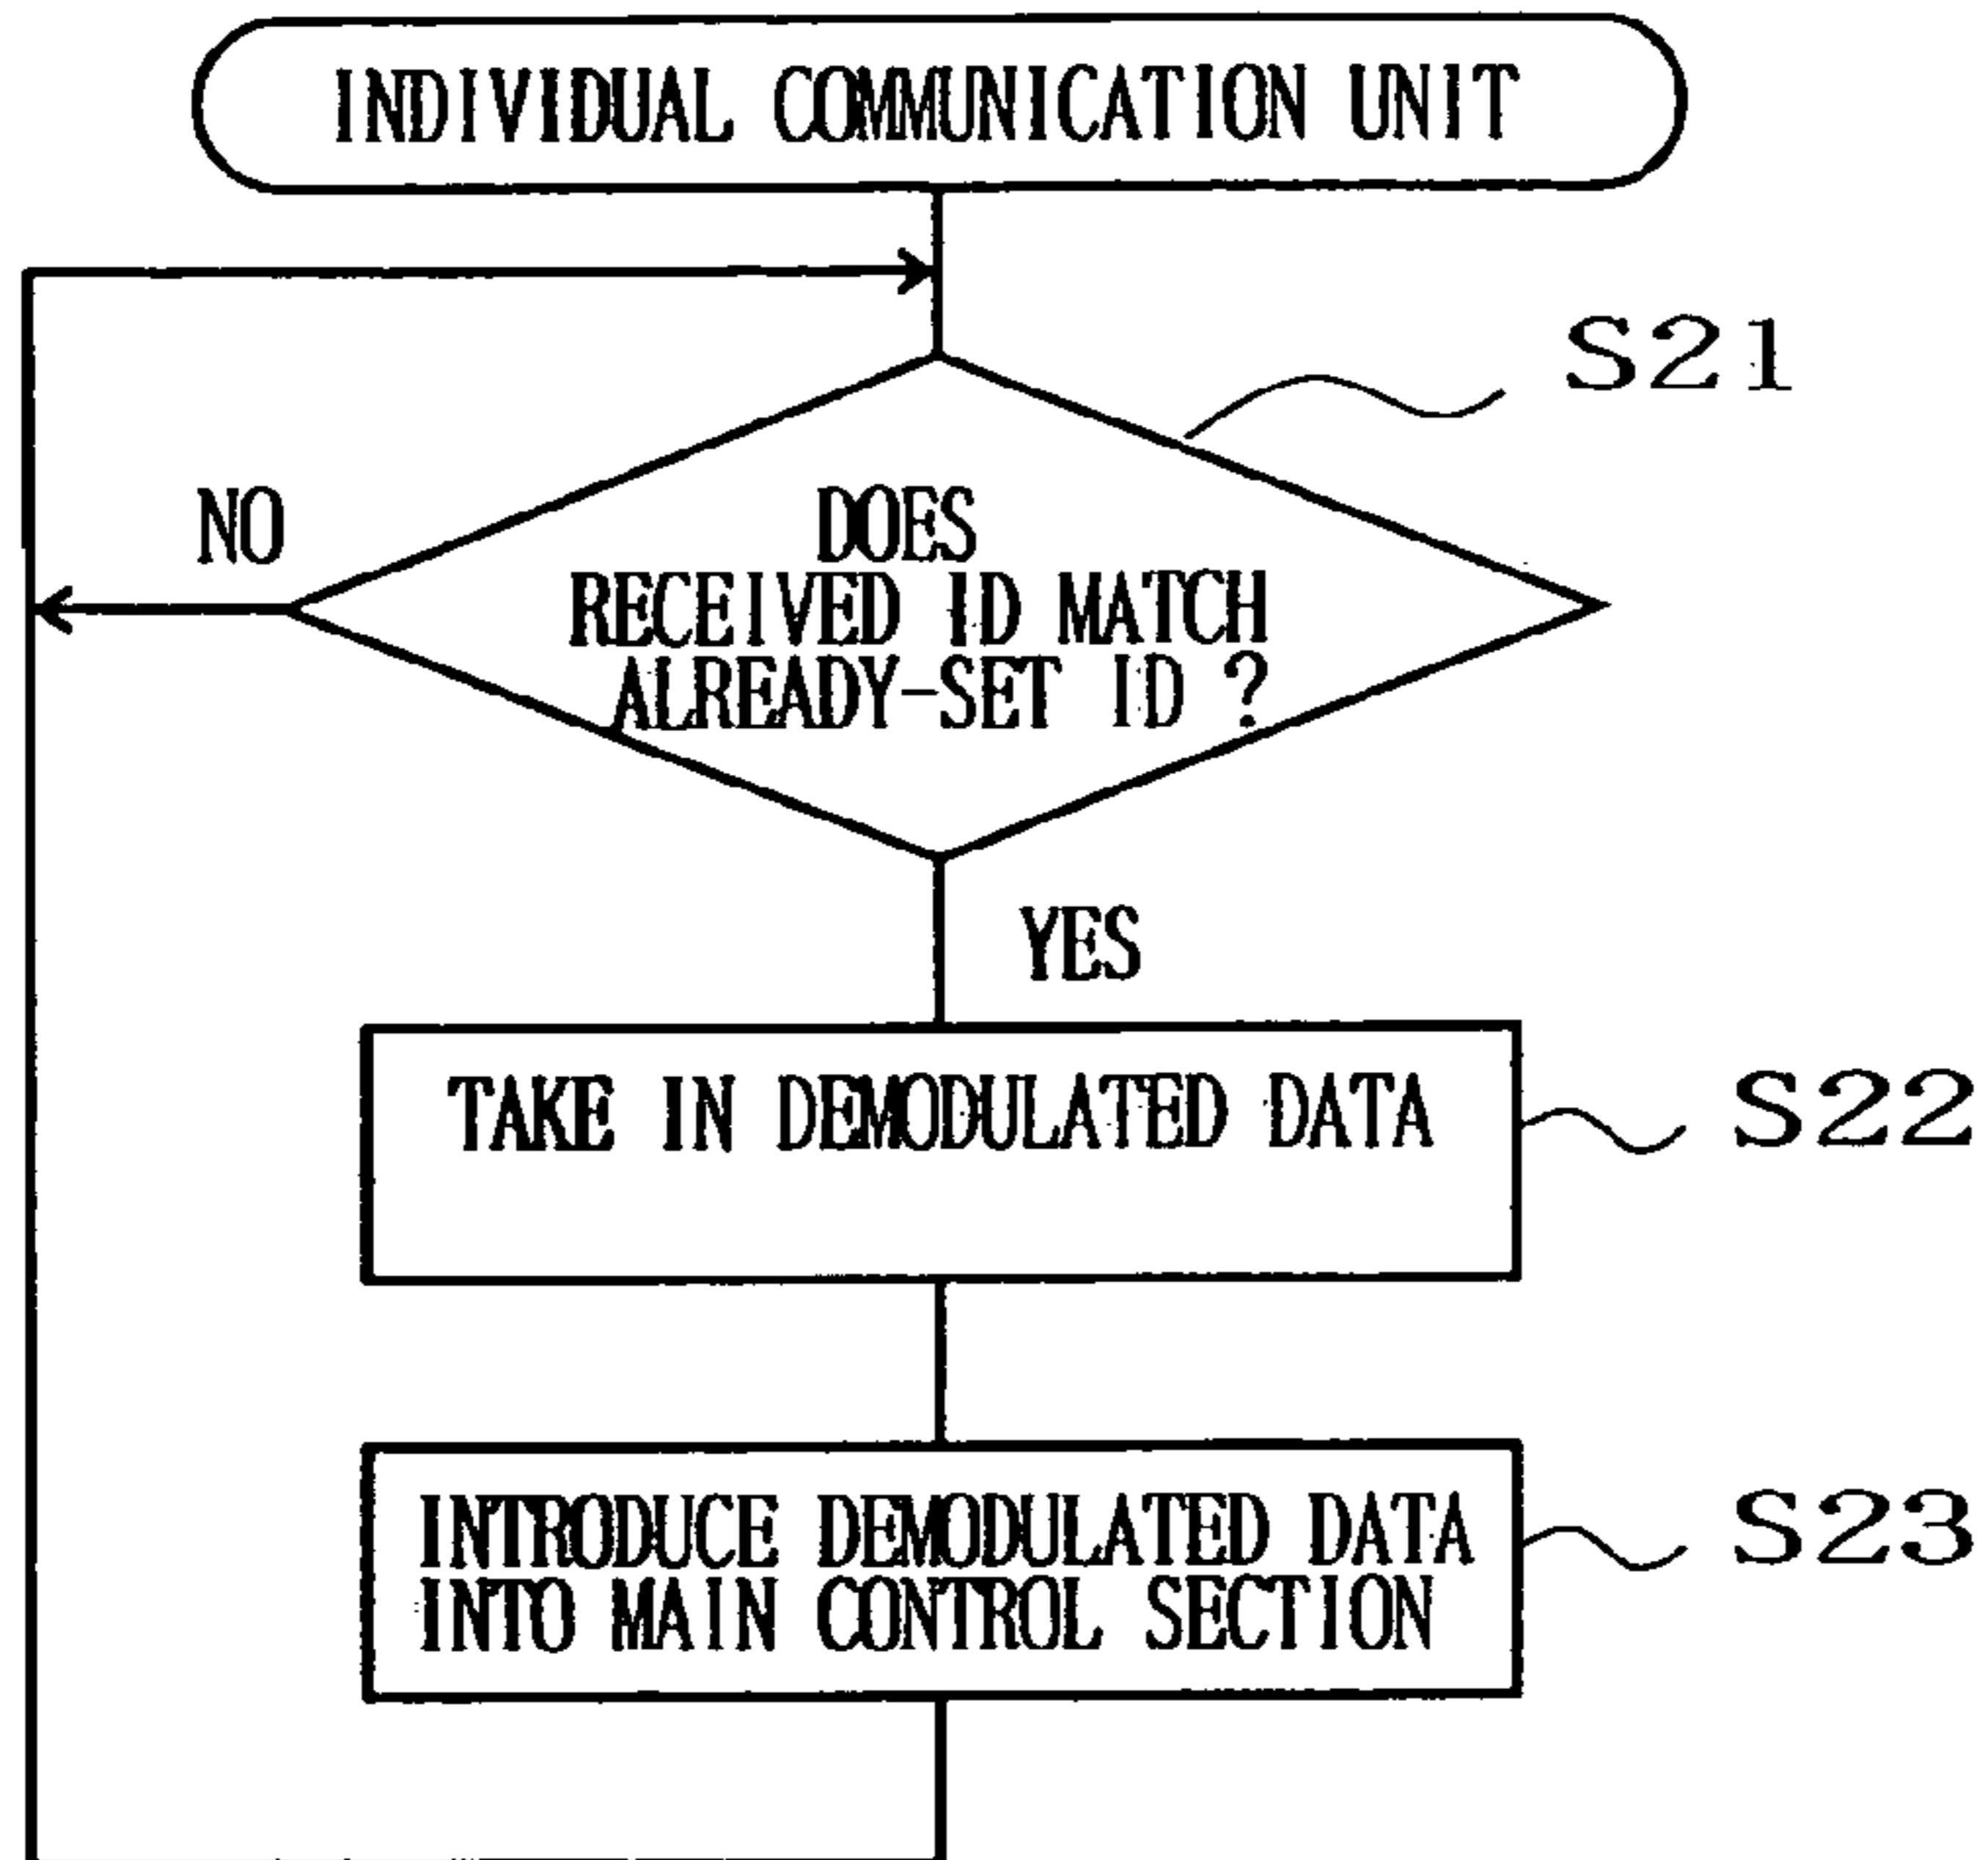 INDIVIDUAL COMMUNICATION UNIT
S21
NO
DOES
RECEIVED ID MATCH
ALREADY-SET ID ?
YES
TAKE IN DEMODULATED DATA
S22
INTRODUCE DEMODULATED DATA
INTO MAIN CONTROL SECTION
S23